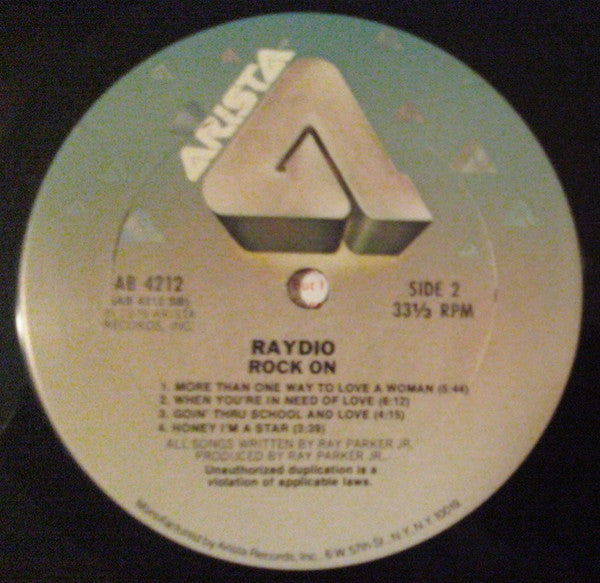 ARISTA
AB 4212
(AB 4212 SB)
ARISTA
RECORDS, INC.
SIDE 2
33⅓ RPM
RAYDIO
ROCK ON
1. MORE THAN ONE WAY TO LOVE A WOMAN (5:44)
2. WHEN YOU'RE IN NEED OF LOVE (6:12)
3. GOIN' THRU SCHOOL AND LOVE (4:15)
4. HONEY I'M A STAR (3:39)
ALL SONGS WRITTEN BY RAY PARKER JR.
PRODUCED BY RAY PARKER JR.
Unauthorized duplication is a
violation of applicable laws.
Manufactured by Arista Records, Inc., 6 W. 57th St., N.Y., N.Y. 10019